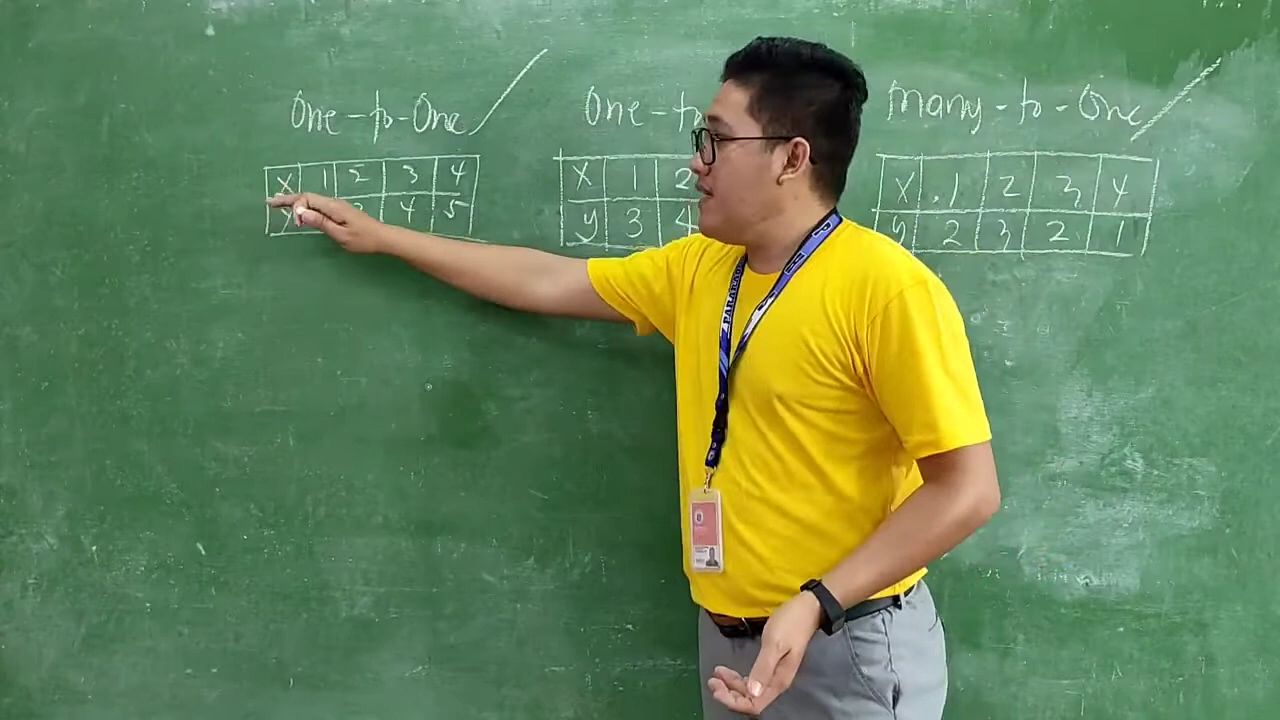 One-to-One
X 1 2 3 4
y 4 5
One-to
X 1 2
y 3 4
Many-to-One
X 1 2 3 4
y 2 3 2 1